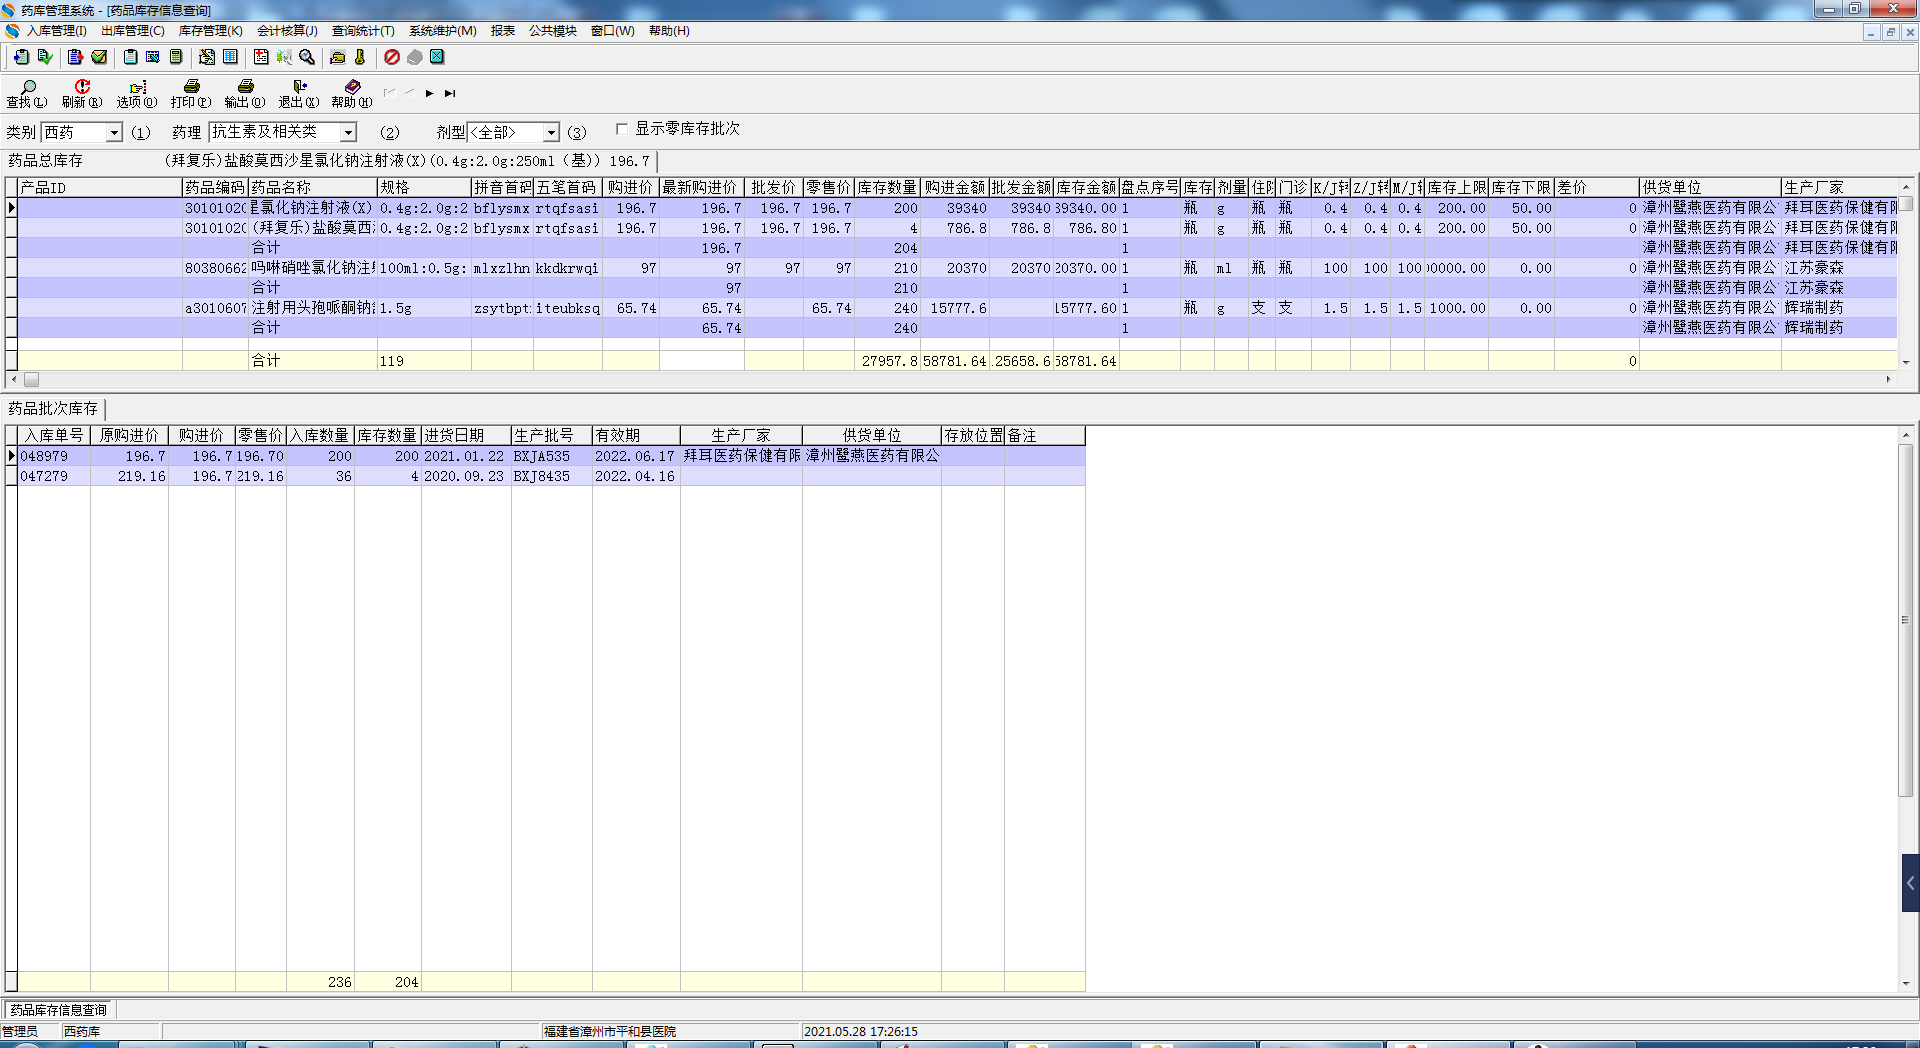 药库管理系统 - [药品库存信息查询]
入库管理(I) 出库管理(C) 库存管理(K) 会计核算(J) 查询统计(T) 系统维护(M) 报表 公共模块 窗口(W) 帮助(H)
查找(L) 刷新(R) 选项(O) 打印(P) 输出(O) 退出(X) 帮助(H)
类别 西药 (1) 药理 抗生素及相关类 (2) 剂型 <全部> (3) 显示零库存批次
药品总库存 (拜复乐)盐酸莫西沙星氯化钠注射液(X)(0.4g:2.0g:250ml（基）) 196.7
产品ID 药品编码 药品名称 规格 拼音首码 五笔首码 购进价 最新购进价 批发价 零售价 库存数量 购进金额 批发金额 库存金额 盘点序号 库存 剂量 住 门诊 K/J Z/J M/J 库存上限 库存下限 差价 供货单位 生产厂家
30101020 星氯化钠注射液(X) 0.4g:2.0g:2 bflysmx rtqfsasi 196.7 196.7 196.7 196.7 200 39340 39340 39340.00 1 瓶 g 瓶 瓶 0.4 0.4 0.4 200.00 50.00 0 漳州鹭燕医药有限公 拜耳医药保健有限
30101020 (拜复乐)盐酸莫西 0.4g:2.0g:2 bflysmx rtqfsasi 196.7 196.7 196.7 196.7 4 786.8 786.8 786.80 1 瓶 g 瓶 瓶 0.4 0.4 0.4 200.00 50.00 0 漳州鹭燕医药有限公 拜耳医药保健有限
合计 196.7 204 1 漳州鹭燕医药有限公 拜耳医药保健有限
80380662 吗啉硝唑氯化钠注 100ml:0.5g: mlxzlhn kkdkrwqi 97 97 97 97 210 20370 20370 20370.00 1 瓶 ml 瓶 瓶 100 100 100 00000.00 0.00 0 漳州鹭燕医药有限公 江苏豪森
合计 97 210 1 漳州鹭燕医药有限公 江苏豪森
a3010607 注射用头孢哌酮钠 1.5g zsytbpt iteubksq 65.74 65.74 65.74 240 15777.6 15777.60 1 瓶 g 支 支 1.5 1.5 1.5 1000.00 0.00 0 漳州鹭燕医药有限公 辉瑞制药
合计 65.74 240 1 漳州鹭燕医药有限公 辉瑞制药
合计 119 27957.8 58781.64 .25658.6 58781.64 0
药品批次库存
入库单号 原购进价 购进价 零售价 入库数量 库存数量 进货日期 生产批号 有效期 生产厂家 供货单位 存放位置 备注
048979 196.7 196.7 196.70 200 200 2021.01.22 BXJA535 2022.06.17 拜耳医药保健有限 漳州鹭燕医药有限公
047279 219.16 196.7 219.16 36 4 2020.09.23 BXJ8435 2022.04.16
236 204
药品库存信息查询
管理员 西药库 福建省漳州市平和县医院 2021.05.28 17:26:15